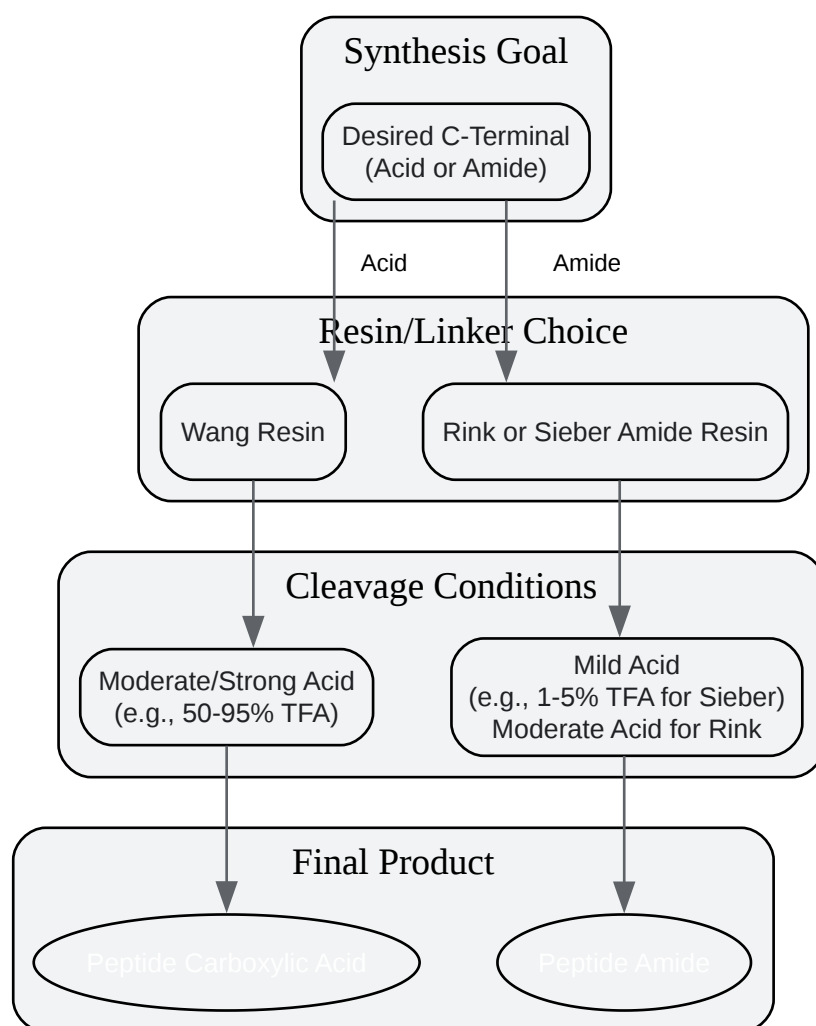 Synthesis Goal
Desired C-Terminal
(Acid or Amide)
Acid
Amide
Resin/Linker Choice
Wang Resin
Rink or Sieber Amide Resin
Cleavage Conditions
Moderate/Strong Acid
(e.g., 50-95% TFA)
Mild Acid
(e.g., 1-5% TFA for Sieber)
Moderate Acid for Rink
Final Product
Peptide Carboxylic Acid
Peptide Amide